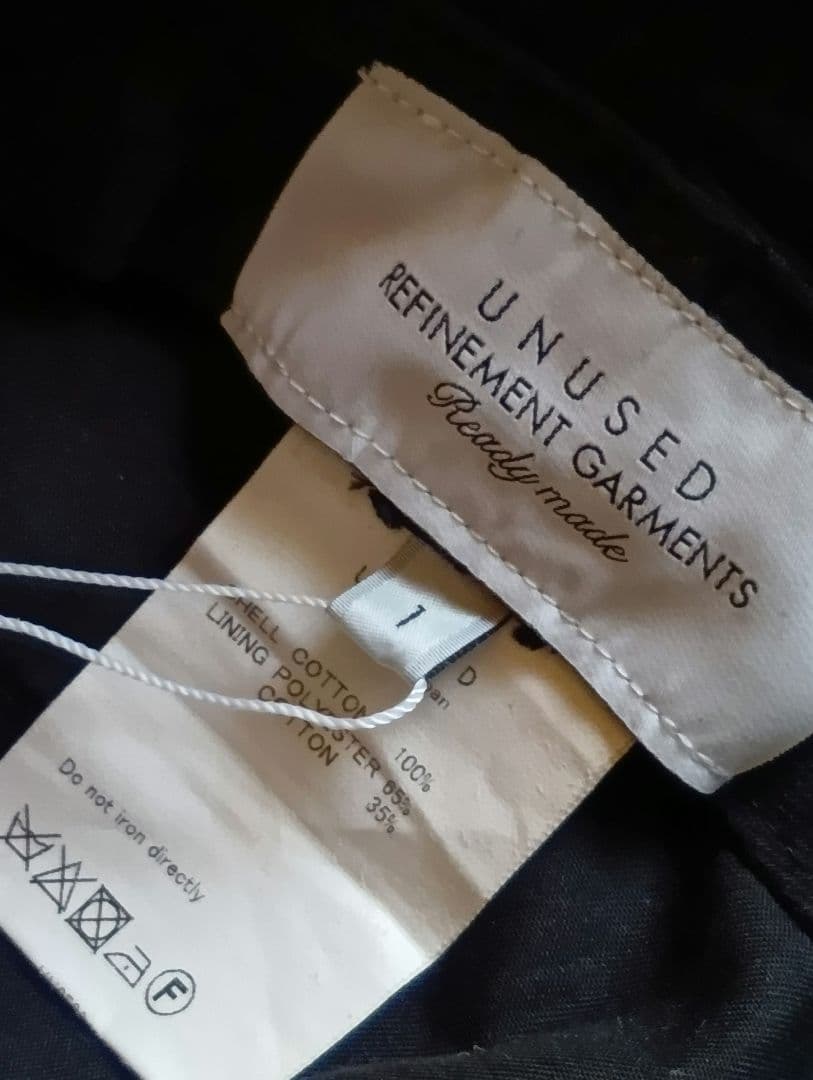 UNUSED
REFINEMENT GARMENTS
Ready made
1
D
SHELL COTTON 100%
LINING POLYESTER 65%
COTTON 35%
Do not iron directly
F